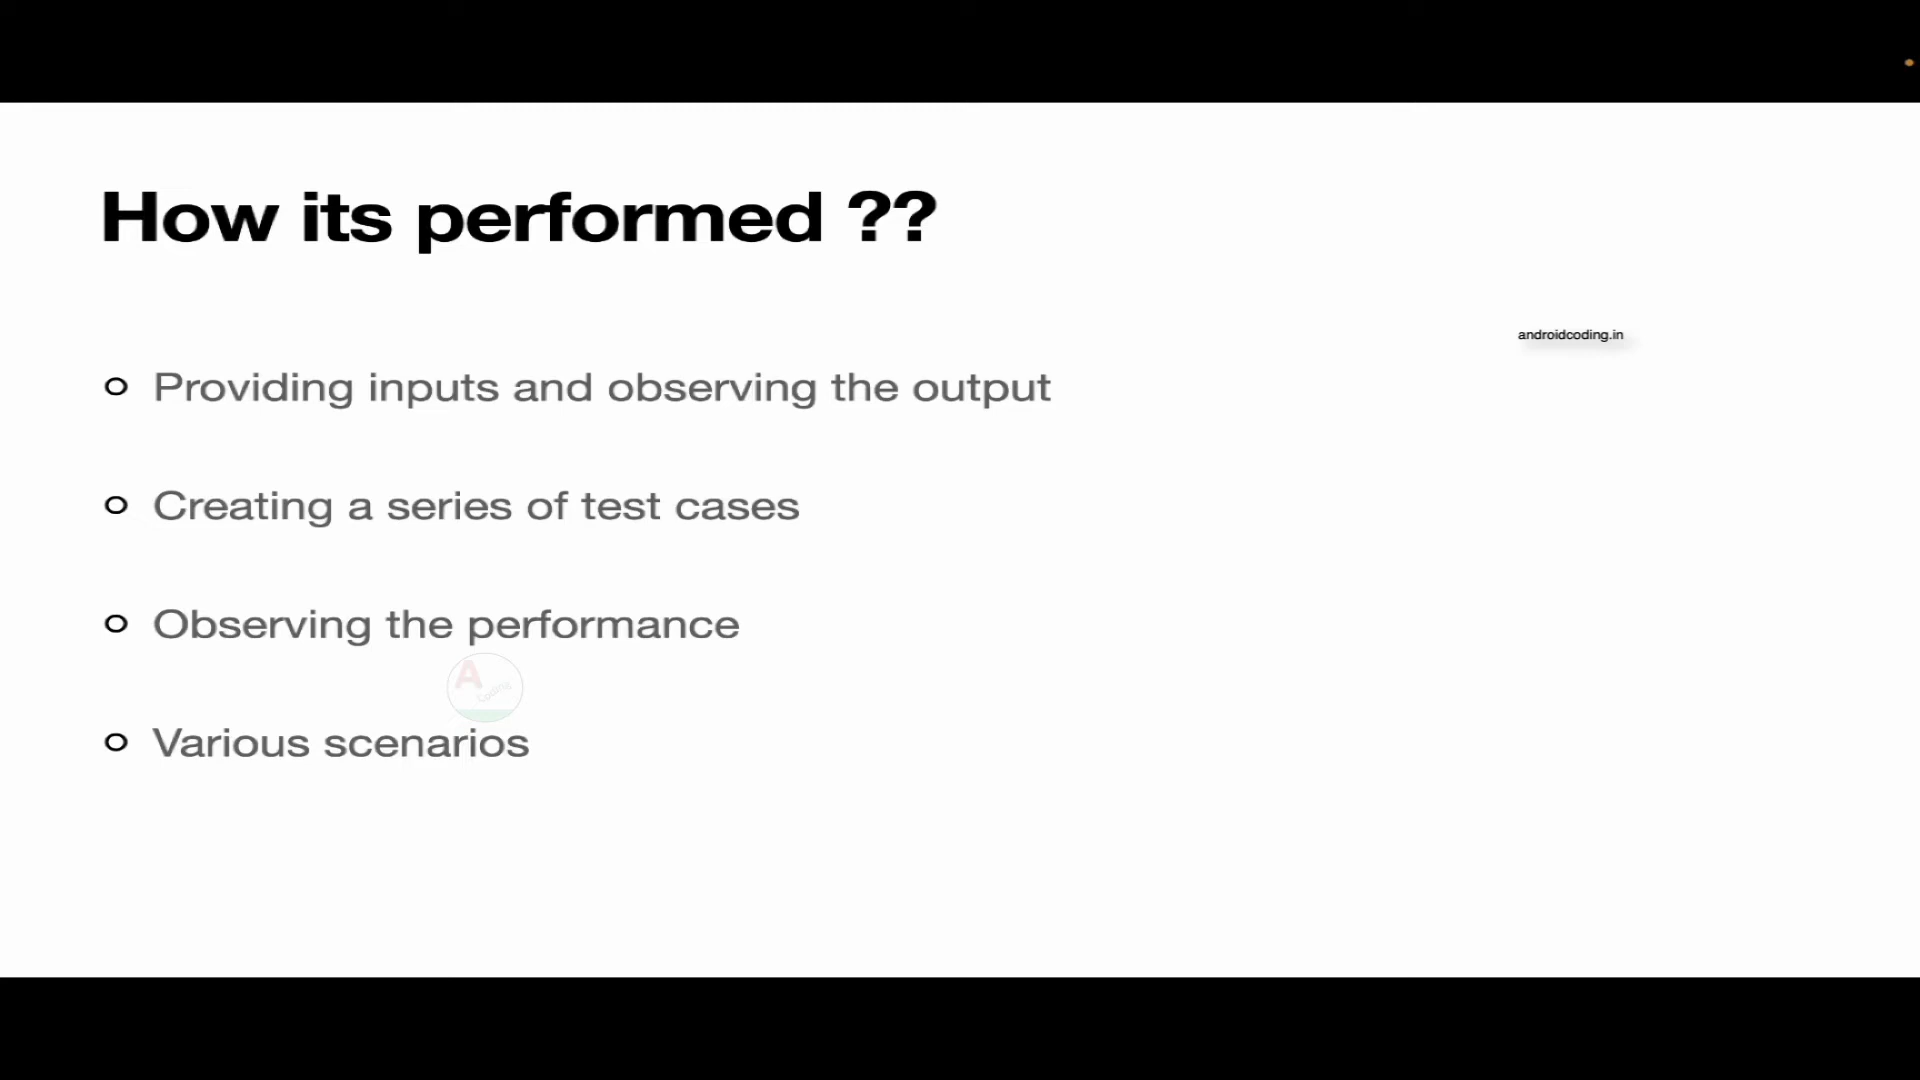 How its performed ??
androidcoding.in
Providing inputs and observing the output
Creating a series of test cases
Observing the performance
A
Coding
Various scenarios